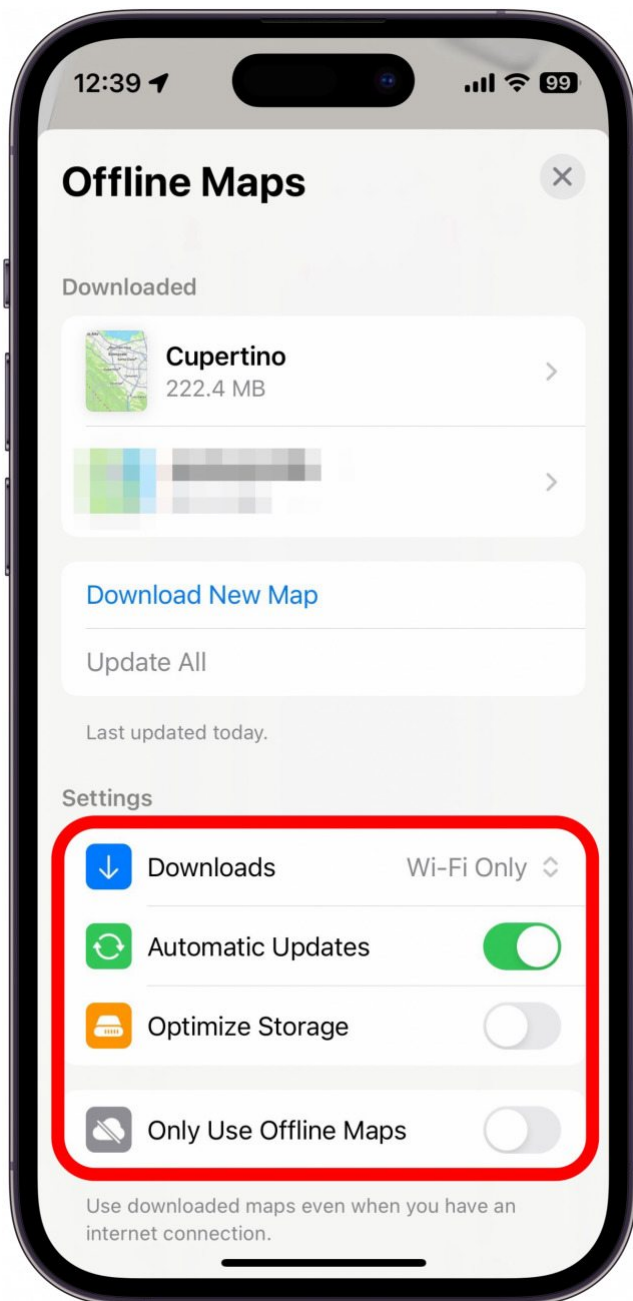 12:39
99
Offline Maps
Downloaded
Cupertino
222.4 MB
Download New Map
Update All
Last updated today.
Settings
Downloads Wi-Fi Only
Automatic Updates
Optimize Storage
Only Use Offline Maps
Use downloaded maps even when you have an
internet connection.